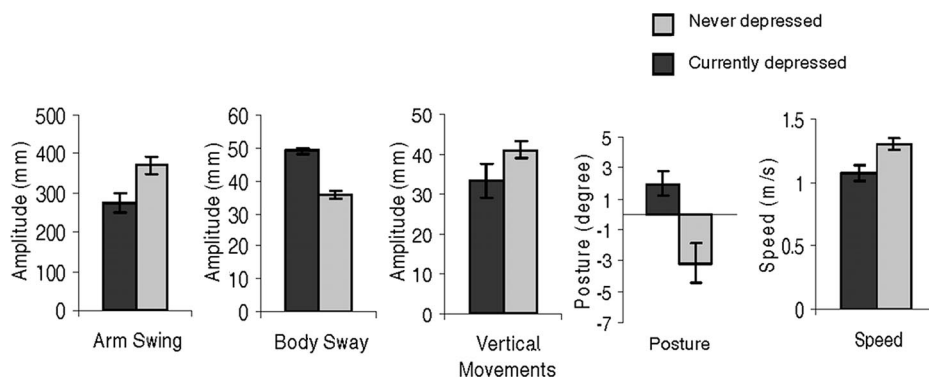 Never depressed
Currently depressed
Amplitude (mm)
500
400
300
200
100
0
Arm Swing
Amplitude (mm)
60
50
40
30
20
10
0
Body Sway
Amplitude (mm)
50
40
30
20
10
0
Vertical
Movements
Posture (degree)
5
3
1
-1
-3
-5
-7
Posture
Speed (m/s)
1.5
1
0.5
0
Speed